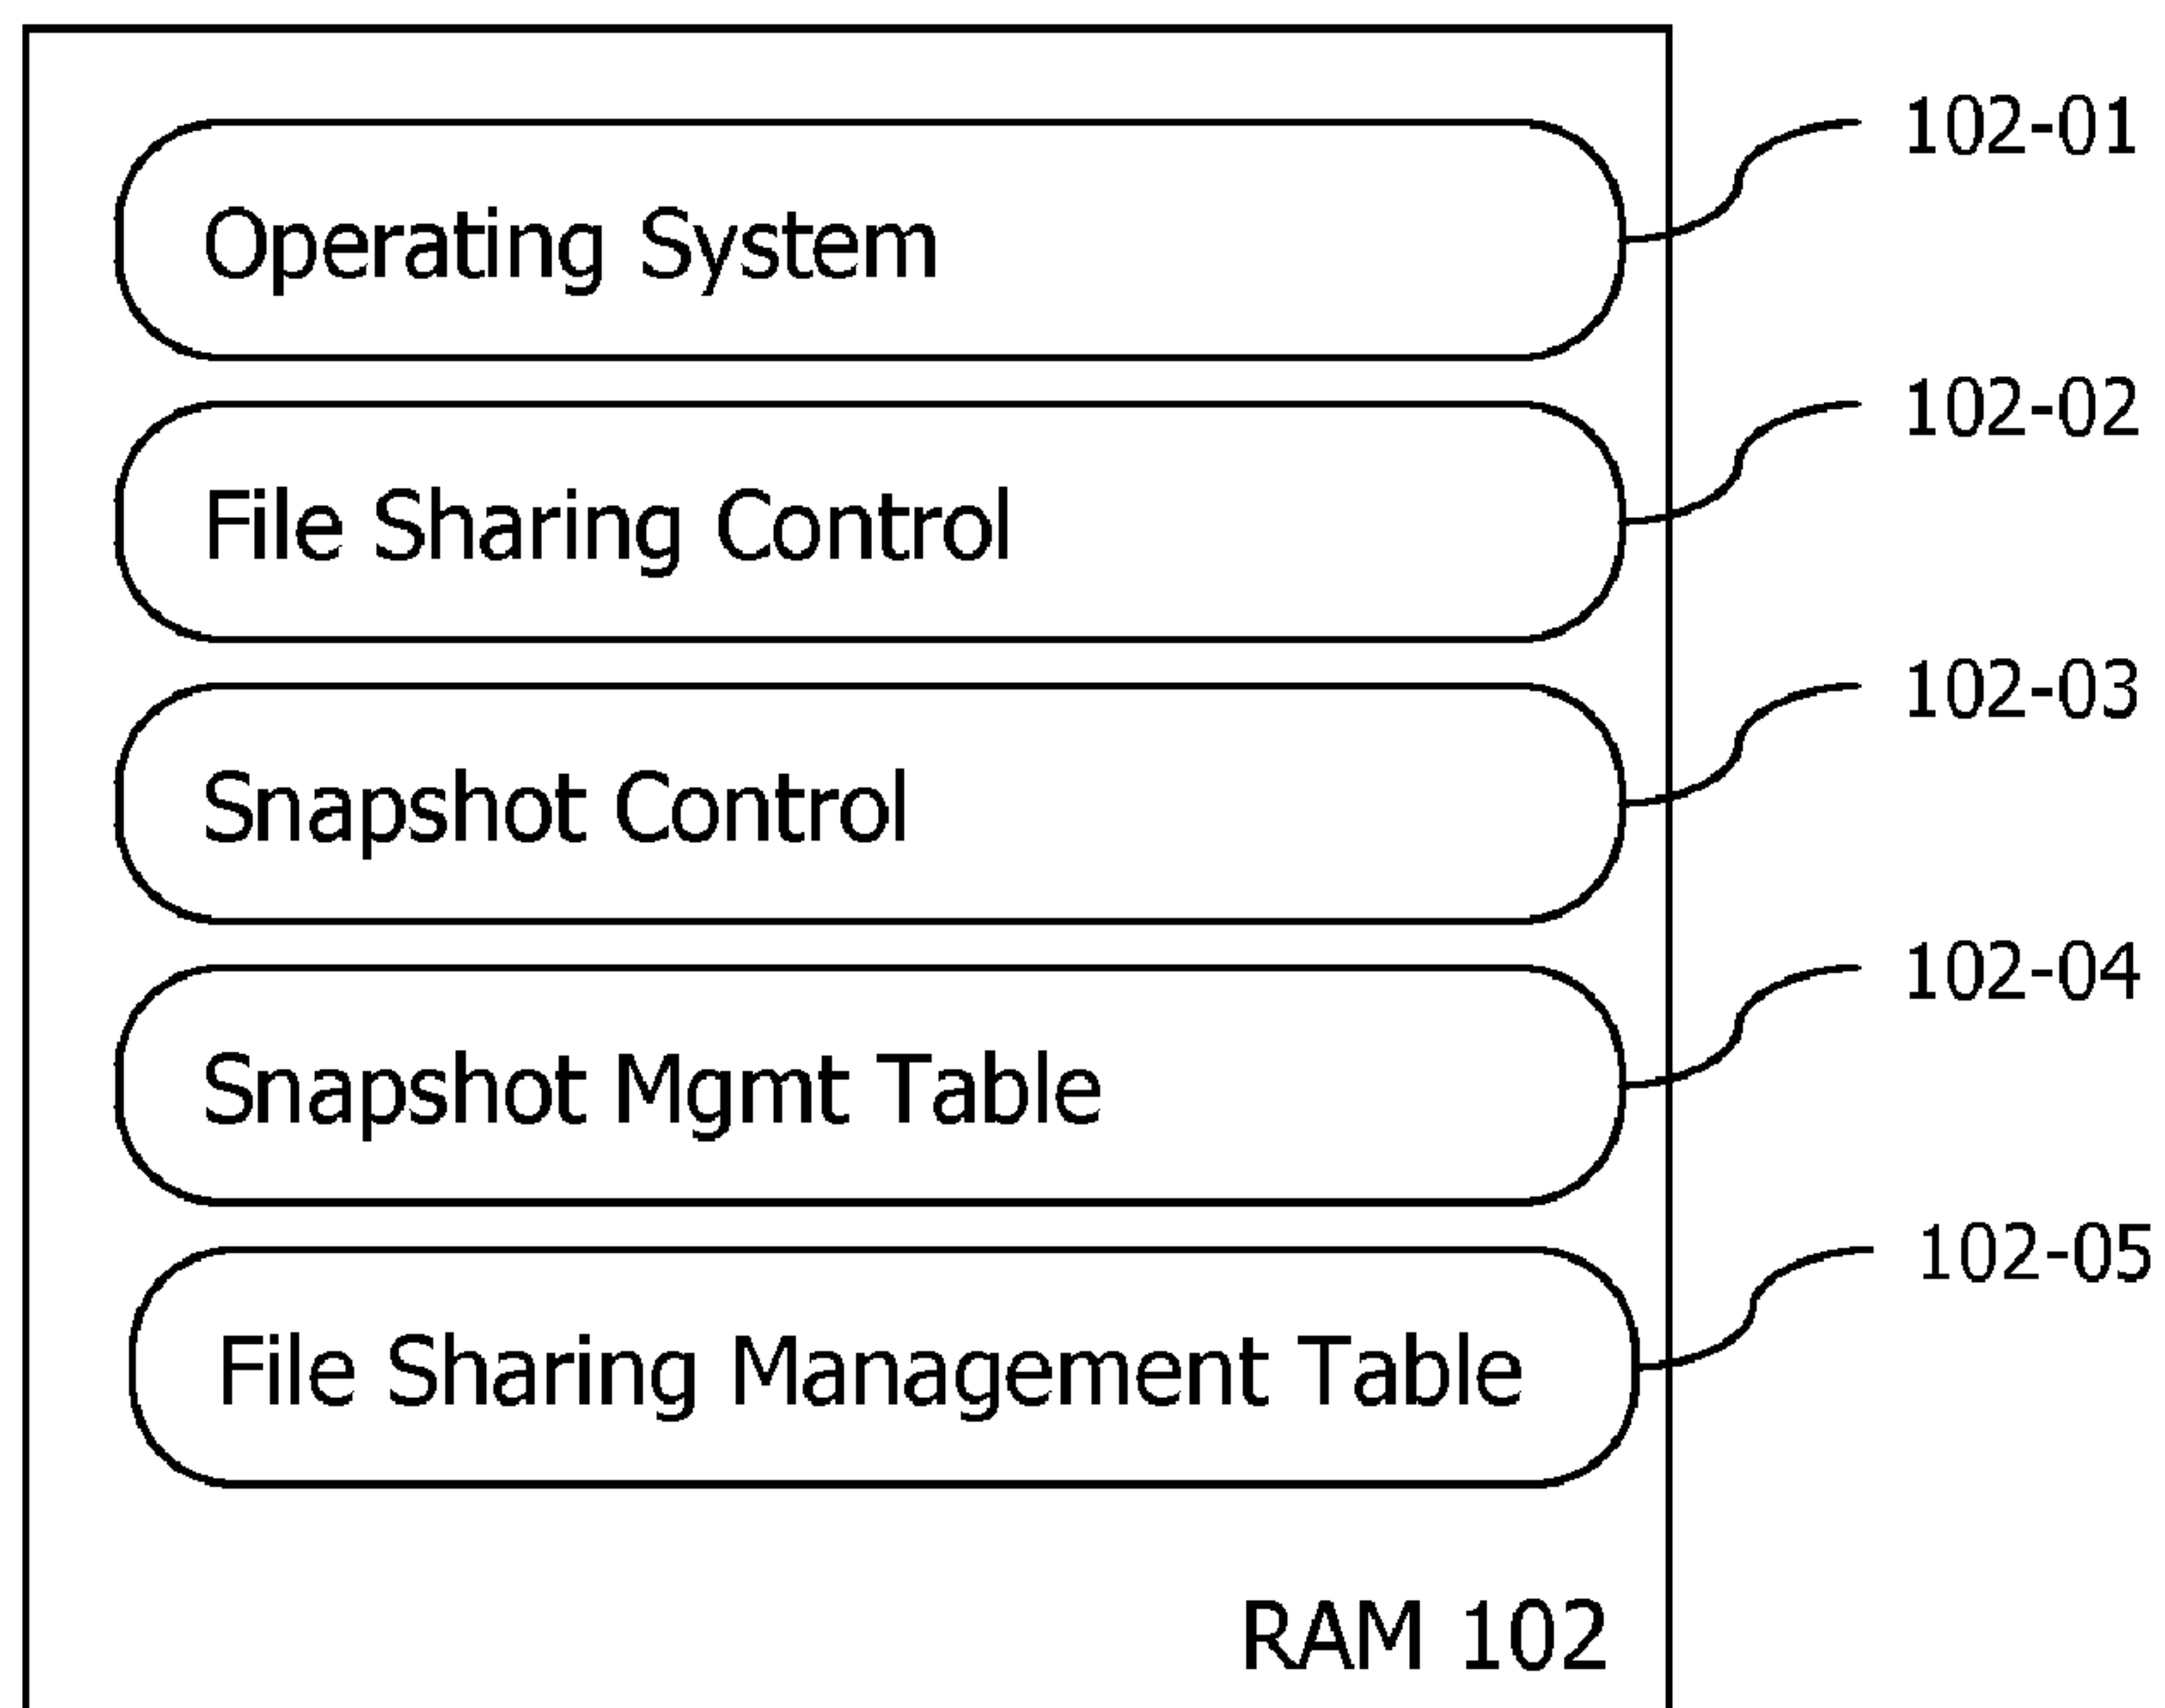 102-01
Operating System
102-02
File Sharing Control
102-03
Snapshot Control
102-04
Snapshot Mgmt Table
102-05
File Sharing Management Table
RAM 102